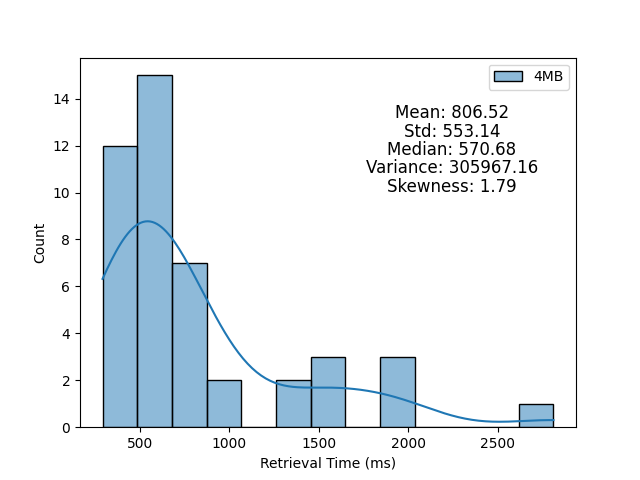 4MB
Mean: 806.52
Std: 553.14
Median: 570.68
Variance: 305967.16
Skewness: 1.79
14
12
10
8
6
4
2
0
Count
500 1000 1500 2000 2500
Retrieval Time (ms)